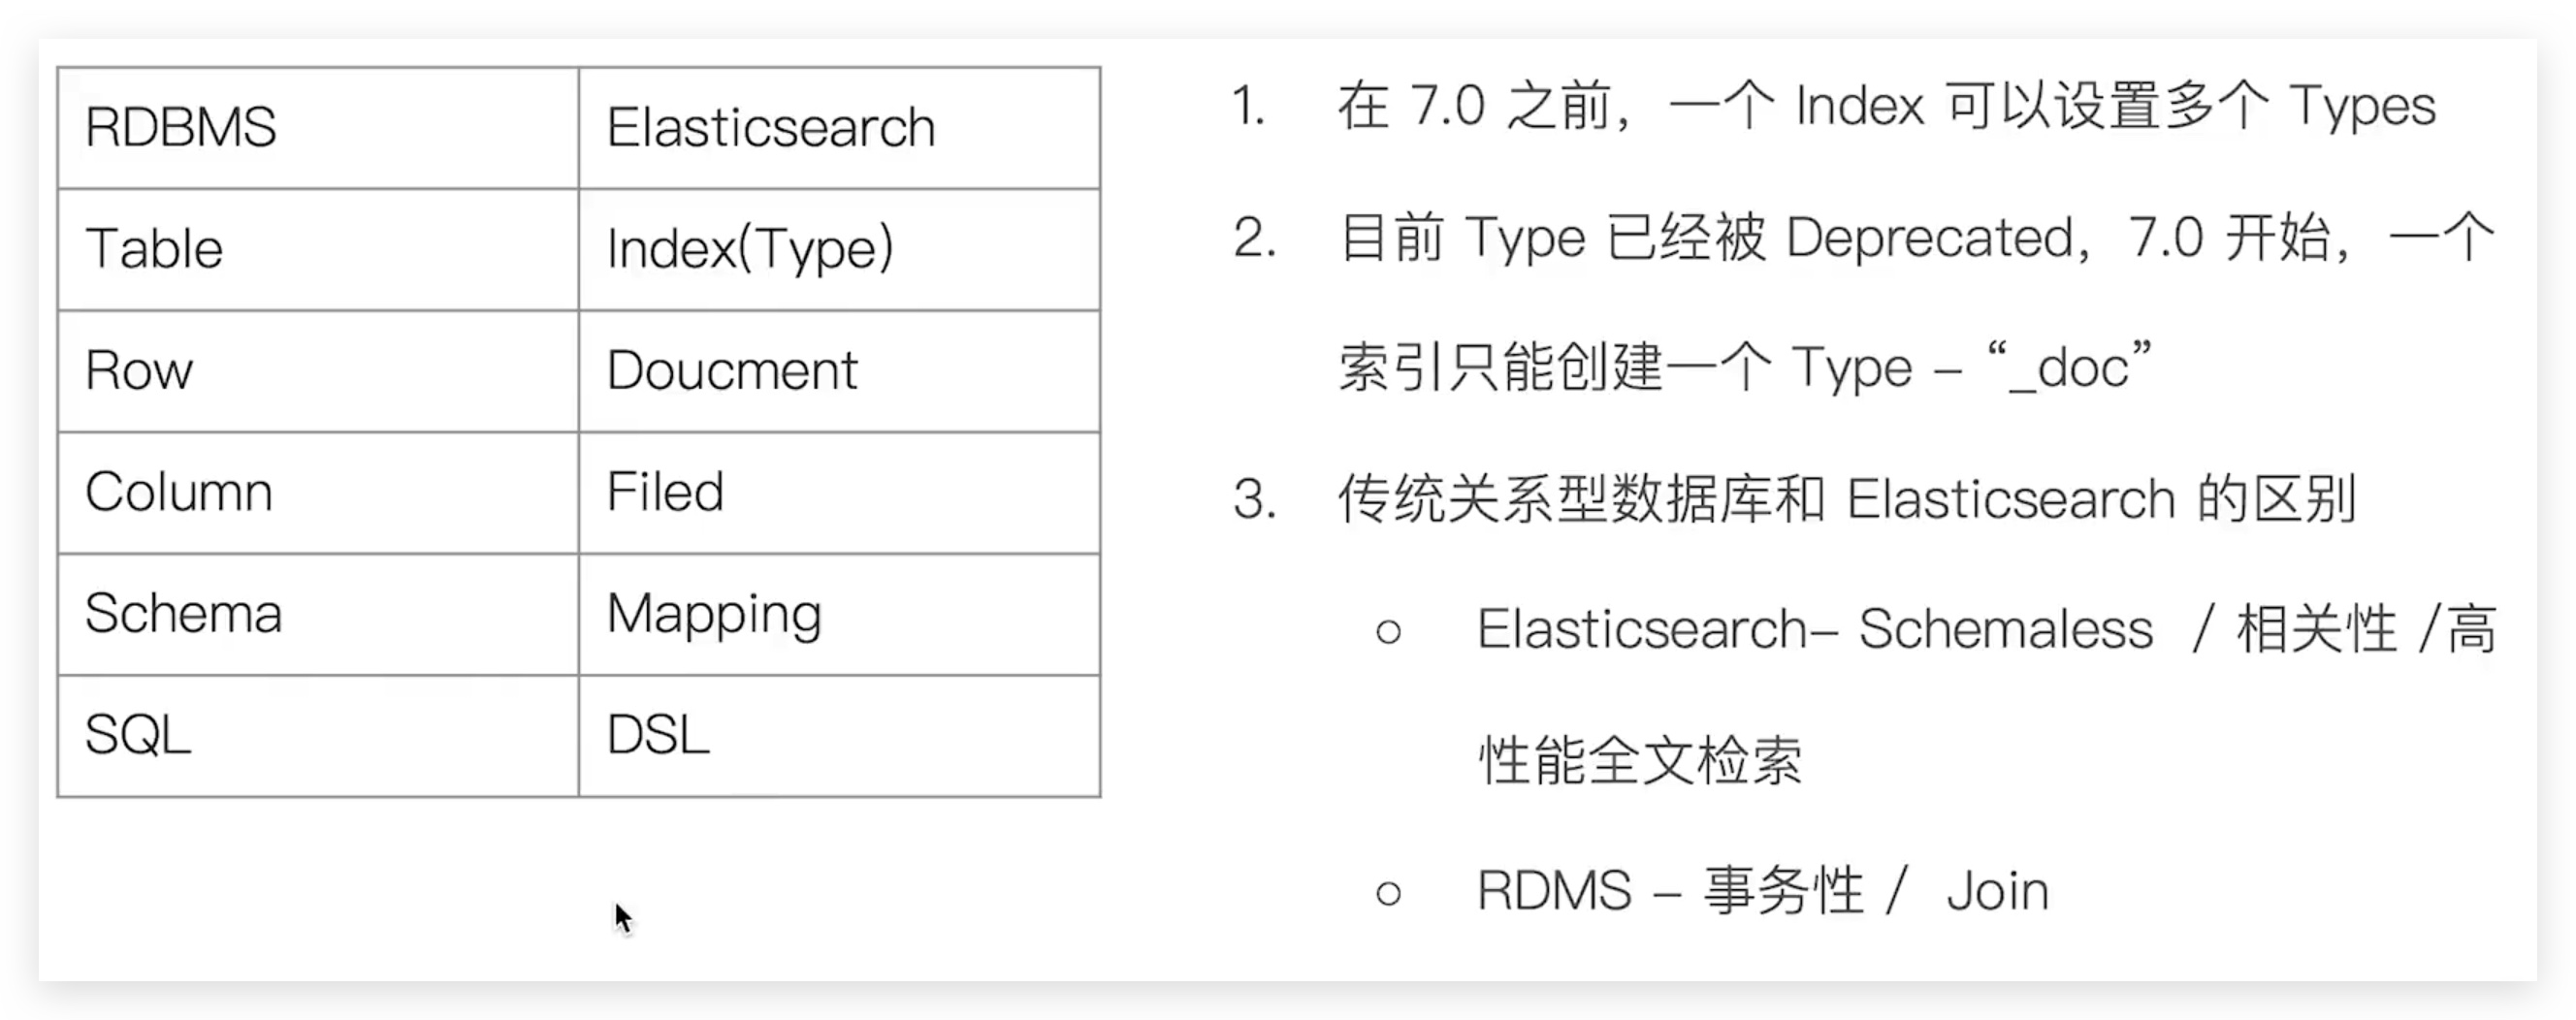 RDBMS Elasticsearch
Table Index(Type)
Row Doucment
Column Filed
Schema Mapping
SQL DSL
1. 在 7.0 之前，一个 Index 可以设置多个 Types
2. 目前 Type 已经被 Deprecated，7.0 开始，一个
索引只能创建一个 Type – “_doc”
3. 传统关系型数据库和 Elasticsearch 的区别
○ Elasticsearch– Schemaless / 相关性 /高
性能全文检索
○ RDMS – 事务性 / Join